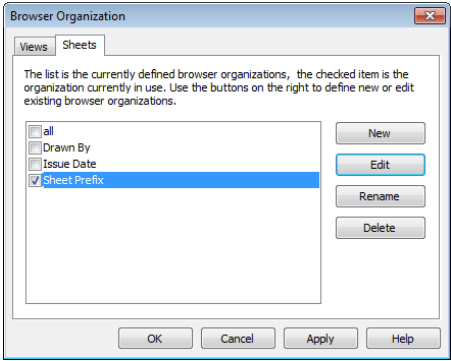 Browser Organization
Views Sheets
The list is the currently defined browser organizations, the checked item is the
organization currently in use. Use the buttons on the right to define new or edit
existing browser organizations.
all
Drawn By
Issue Date
Sheet Prefix
New
Edit
Rename
Delete
OK Cancel Apply Help